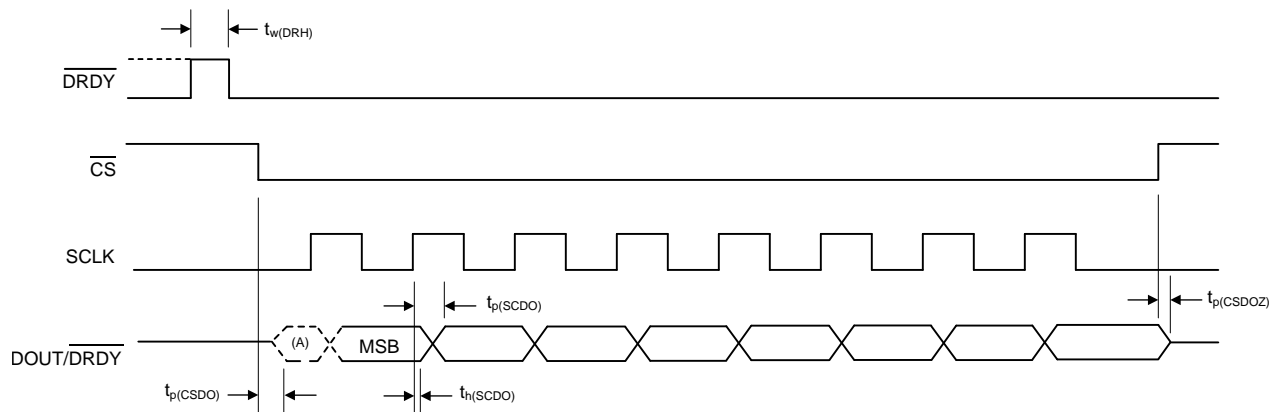 tw(DRH)
DRDY
CS
SCLK
tp(SCDO)
tp(CSDOZ)
(A)
MSB
DOUT/DRDY
tp(CSDO)
th(SCDO)